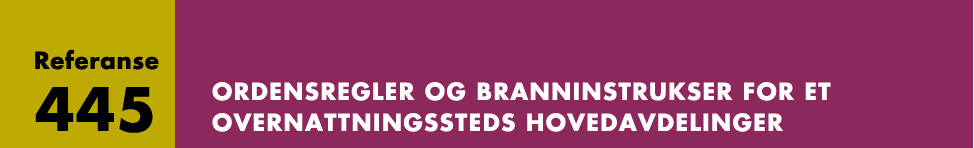 Referanse
445
ORDENSREGLER OG BRANNINSTRUKSER FOR ET
OVERNATTNINGSSTEDS HOVEDAVDELINGER